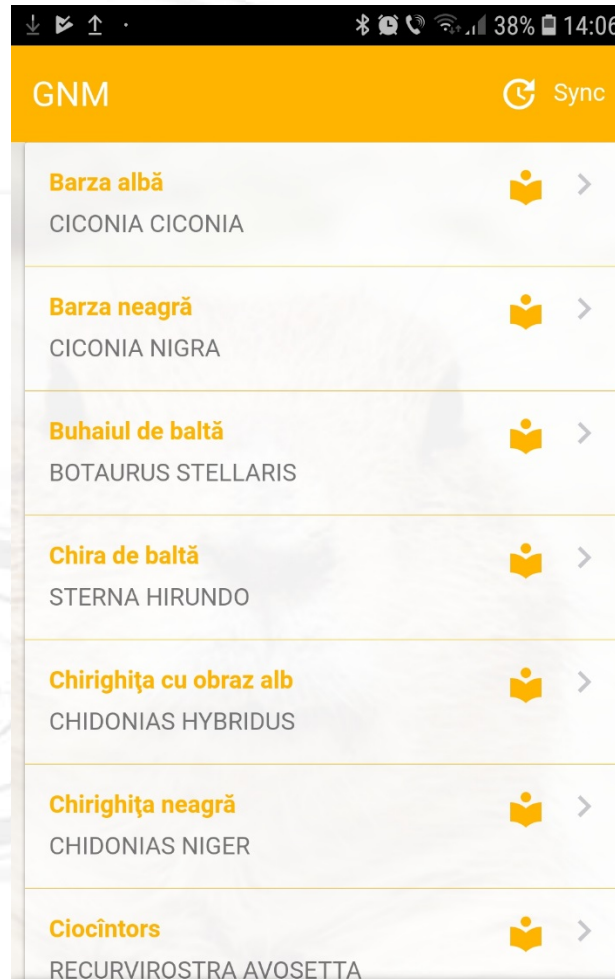 38% 14:06
GNM Sync
Barza albă
CICONIA CICONIA
Barza neagră
CICONIA NIGRA
Buhaiul de baltă
BOTAURUS STELLARIS
Chira de baltă
STERNA HIRUNDO
Chirighiţa cu obraz alb
CHIDONIAS HYBRIDUS
Chirighiţa neagră
CHIDONIAS NIGER
Ciocîntors
RECURVIROSTRA AVOSETTA